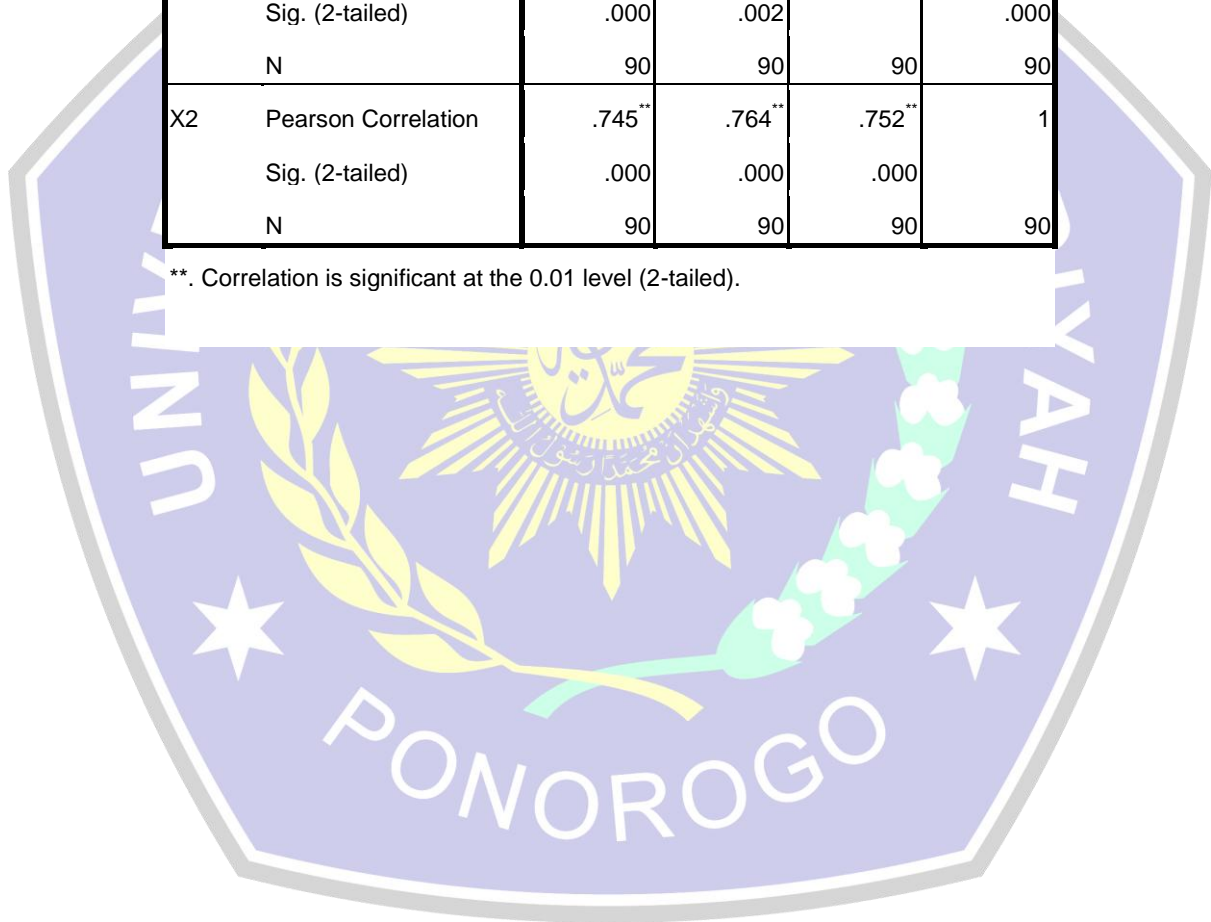 Sig. (2-tailed) .000 .002 .000
N 90 90 90 90
X2 Pearson Correlation .745** .764** .752** 1
Sig. (2-tailed) .000 .000 .000
N 90 90 90 90
**. Correlation is significant at the 0.01 level (2-tailed).
PONOROGO